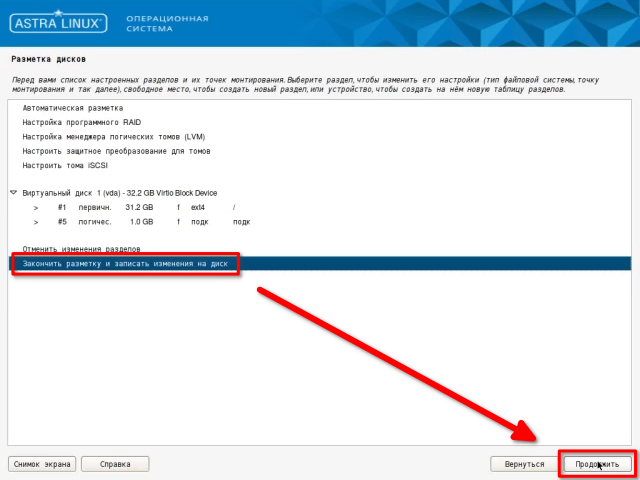 ASTRA LINUX®
ОПЕРАЦИОННАЯ
СИСТЕМА
Разметка дисков
Перед вами список настроенных разделов и их точек монтирования. Выберите раздел, чтобы изменить его настройки (тип файловой системы, точку
монтирования и так далее), свободное место, чтобы создать новый раздел, или устройство, чтобы создать на нём новую таблицу разделов.
Автоматическая разметка
Настройка программного RAID
Настройка менеджера логических томов (LVM)
Настроить защитное преобразование для томов
Настроить тома iSCSI
Виртуальный диск 1 (vda) - 32.2 GB Virtio Block Device
> #1 первичн. 31.2 GB f ext4 /
> #5 логичес. 1.0 GB f подк подк
Отменить изменения разделов
Закончить разметку и записать изменения на диск
Снимок экрана Справка Вернуться Продолжить